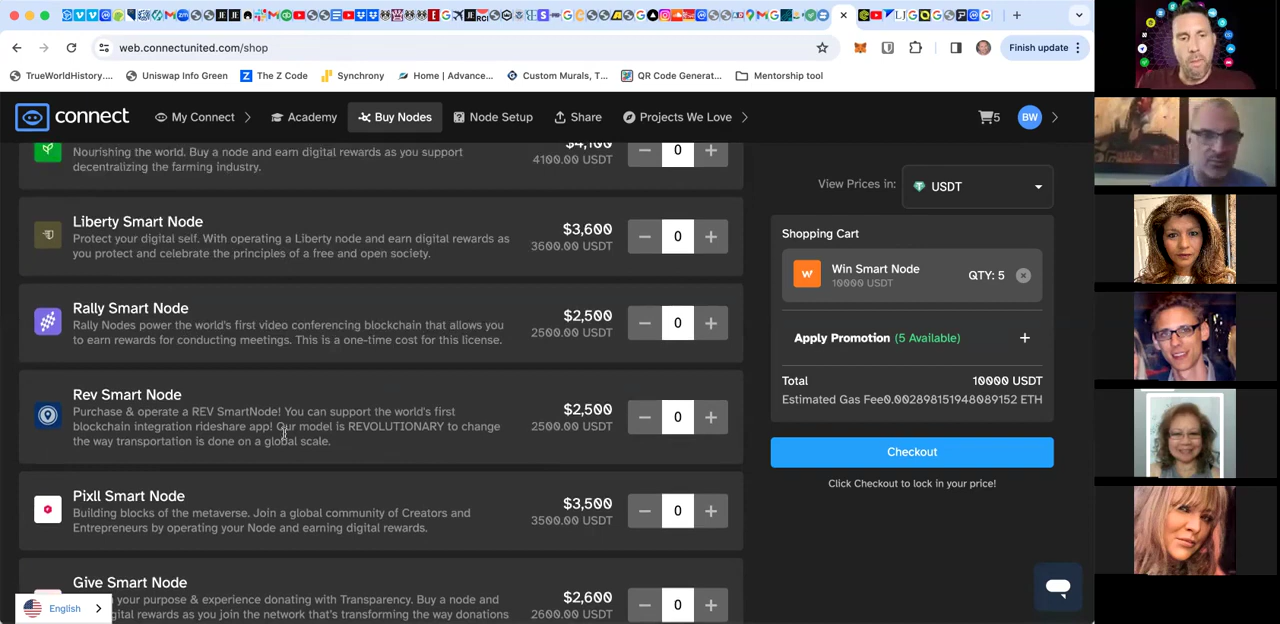 web.connectunited.com/shop
Finish update
TrueWorldHistory....
Uniswap Info Green
The Z Code
Synchrony
Home | Advance...
Custom Murals, T...
QR Code Generat...
Mentorship tool
connect
My Connect
Academy
Buy Nodes
Node Setup
Share
Projects We Love
5
BW
Nourishing the world. Buy a node and earn digital rewards as you support
decentralizing the farming industry.
$4,100
4100.00 USDT
0
Liberty Smart Node
Protect your digital self. With operating a Liberty node and earn digital rewards as
you protect and celebrate the principles of a free and open society.
$3,600
3600.00 USDT
0
Rally Smart Node
Rally Nodes power the world's first video conferencing blockchain that allows you
to earn rewards for conducting meetings. This is a one-time cost for this license.
$2,500
2500.00 USDT
0
Rev Smart Node
Purchase & operate a REV SmartNode! You can support the world's first
blockchain integration rideshare app! Our model is REVOLUTIONARY to change
the way transportation is done on a global scale.
$2,500
2500.00 USDT
0
Pixll Smart Node
Building blocks of the metaverse. Join a global community of Creators and
Entrepreneurs by operating your Node and earning digital rewards.
$3,500
3500.00 USDT
0
Give Smart Node
your purpose & experience donating with Transparency. Buy a node and
digital rewards as you join the network that's transforming the way donations
$2,600
2600.00 USDT
0
English
View Prices in:
USDT
Shopping Cart
W
Win Smart Node
10000 USDT
QTY: 5
Apply Promotion (5 Available)
Total
10000 USDT
Estimated Gas Fee0.002898151948089152 ETH
Checkout
Click Checkout to lock in your price!